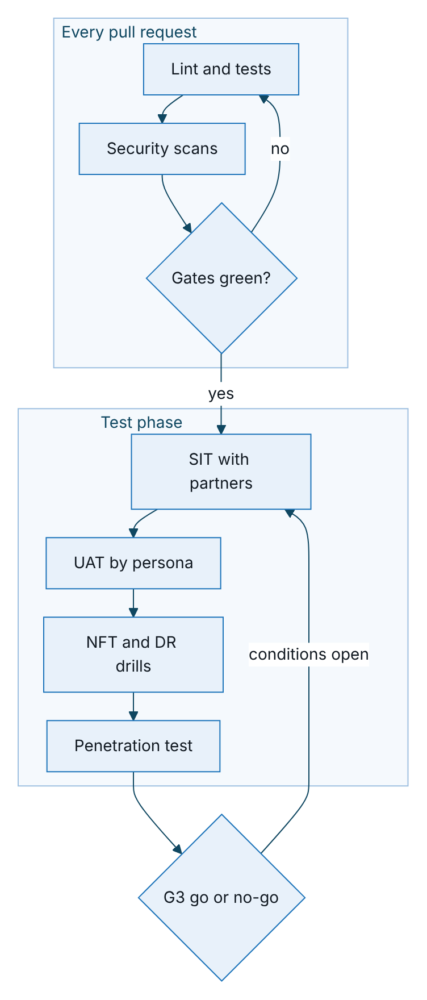 Every pull request
Lint and tests
Security scans
no
Gates green?
yes
Test phase
SIT with
partners
UAT by persona
NFT and DR
drills
conditions open
Penetration test
G3 go or no-go